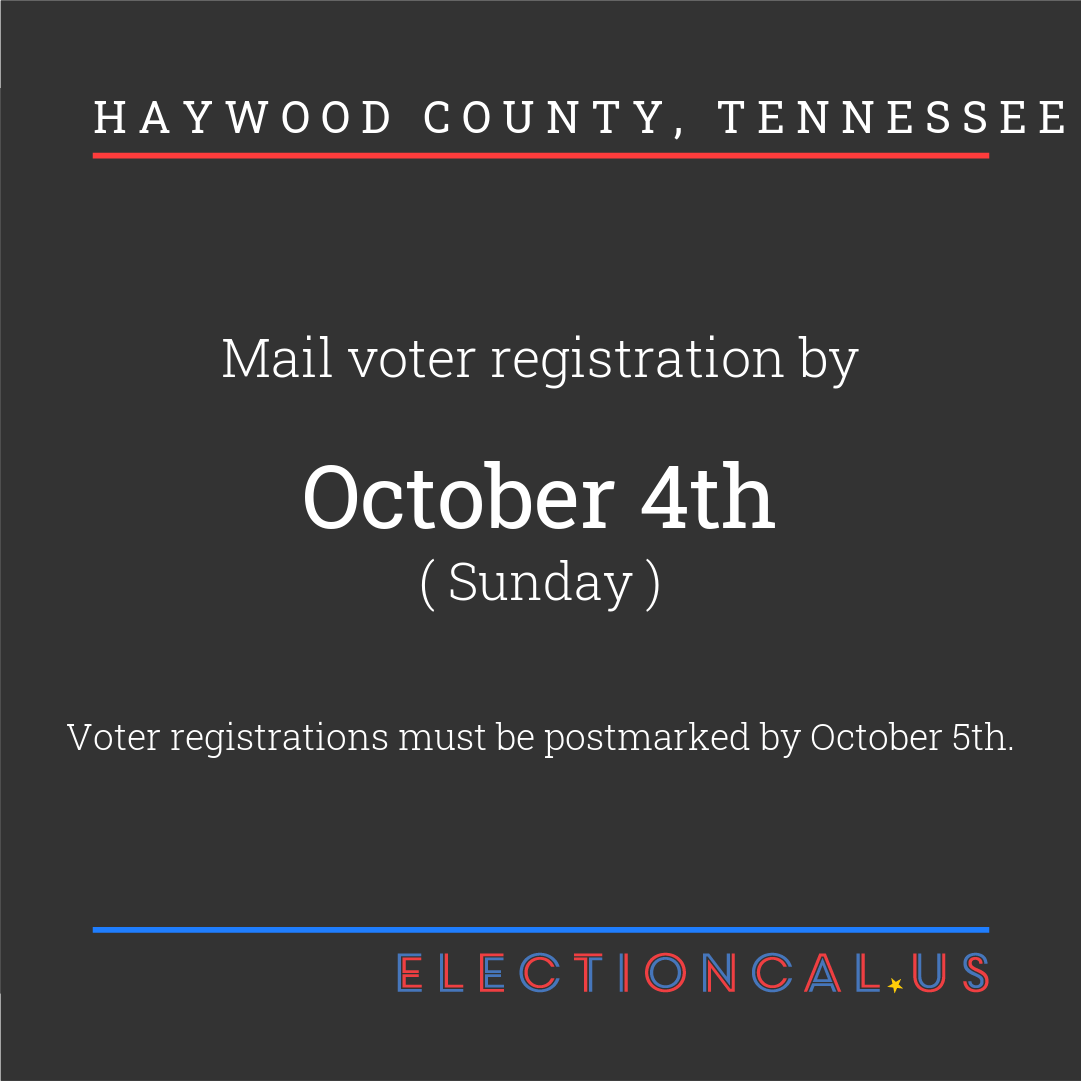 HAYWOOD COUNTY, TENNESSEE
Mail voter registration by
October 4th
( Sunday )
Voter registrations must be postmarked by October 5th.
ELECTIONCAL.US